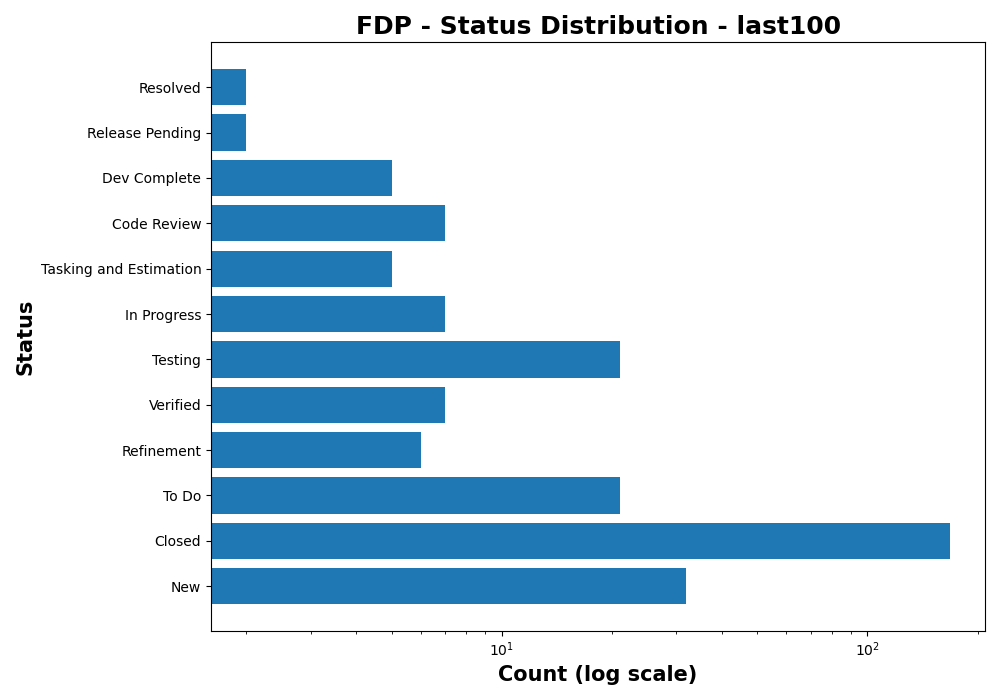 FDP - Status Distribution - last100
Resolved
Release Pending
Dev Complete
Code Review
Tasking and Estimation
In Progress
Testing
Verified
Refinement
To Do
Closed
New
Status
10¹
10²
Count (log scale)